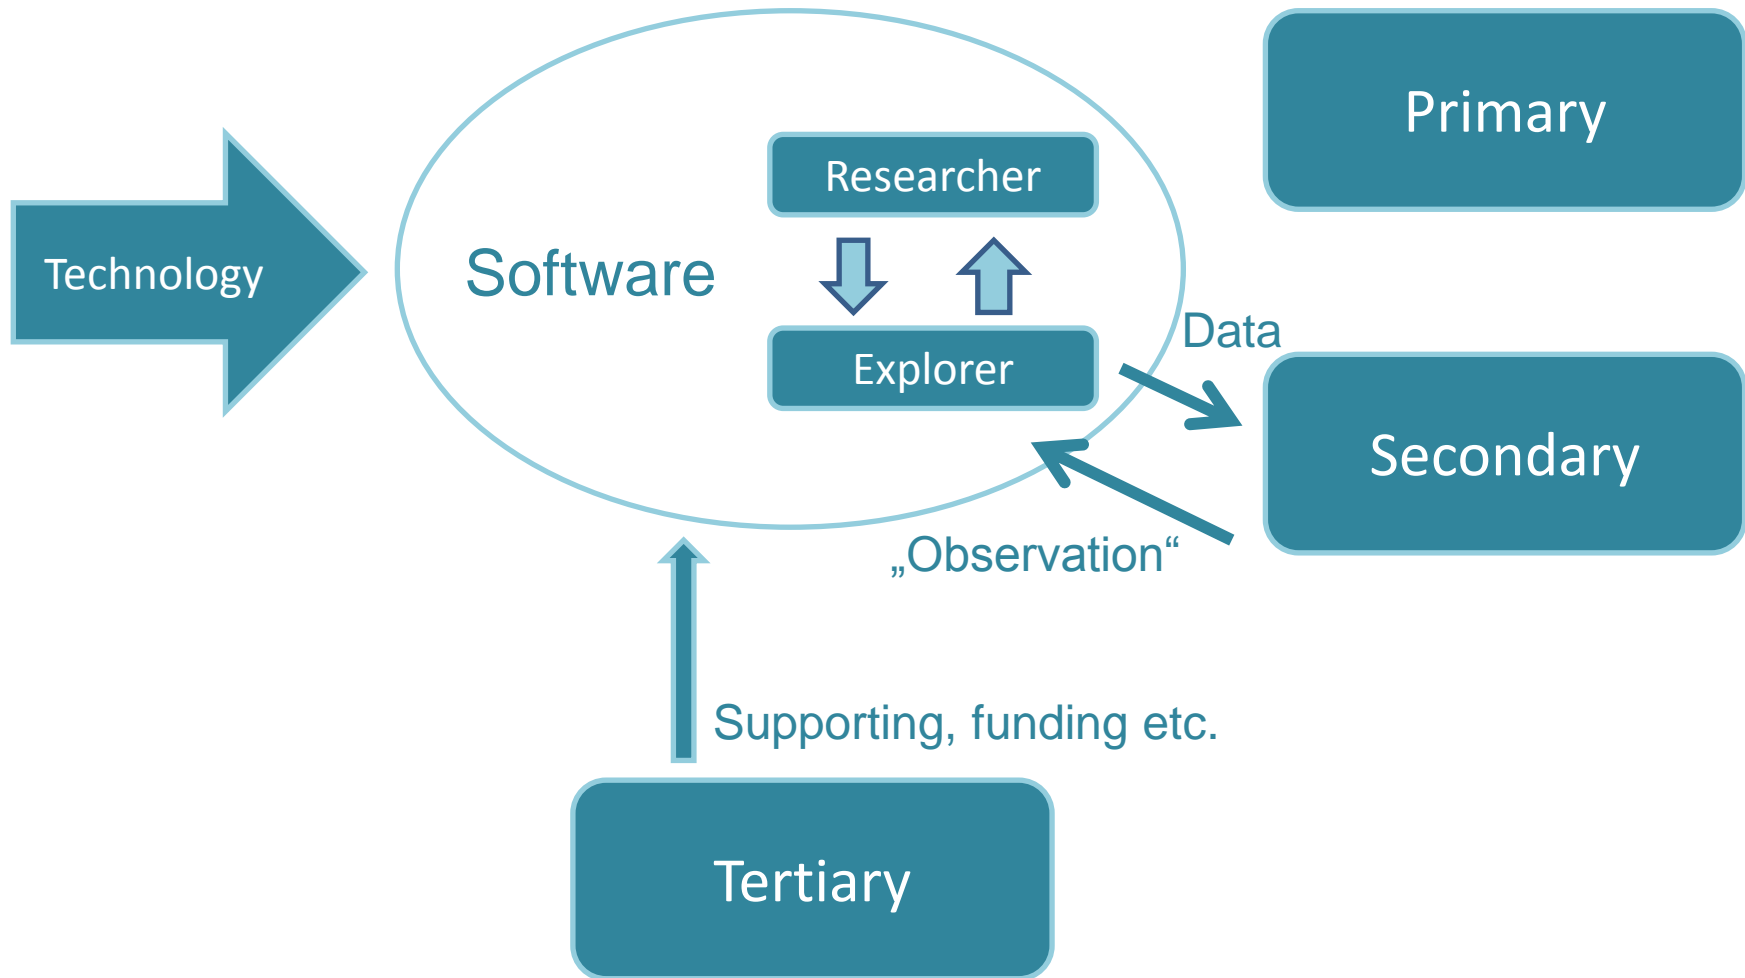 Primary
Researcher
Technology
Software
Data
Explorer
Secondary
„Observation“
Supporting, funding etc.
Tertiary